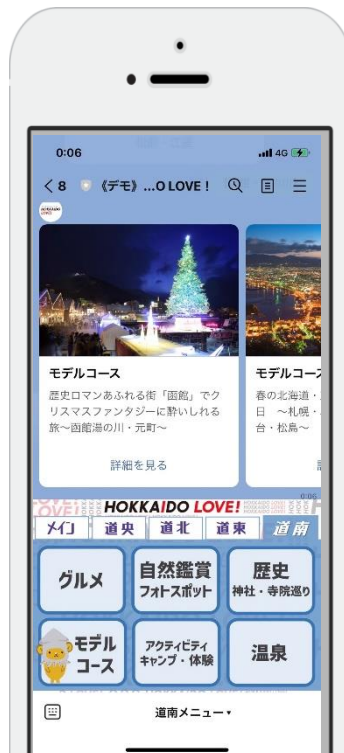 0:06
4G
8
《デモ》...O LOVE！
モデルコース
歴史ロマンあふれる街「函館」でク
リスマスファンタジーに酔いしれる
旅～函館湯の川・元町～
詳細を見る
モデルコー
春の北海道・
日 ～札幌・
台・松島～
0:06
HOKKAIDO LOVE!
メイン
道央
道北
道東
道南
グルメ
自然鑑賞
フォトスポット
歴史
神社・寺院巡り
モデル
コース
アクティビティ
キャンプ・体験
温泉
道南メニュー▾